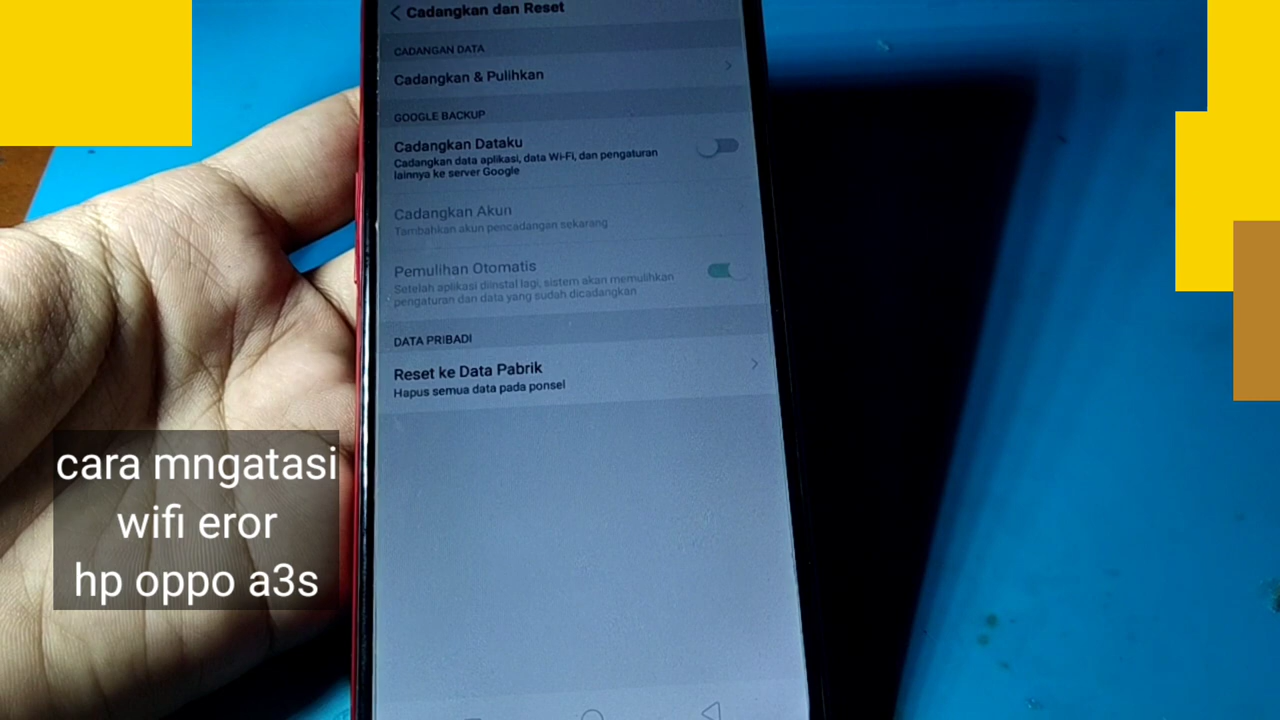 Cadangkan dan Reset
CADANGAN DATA
Cadangkan & Pulihkan
GOOGLE BACKUP
Cadangkan Dataku
Cadangkan data aplikasi, data Wi-Fi, dan pengaturan
lainnya ke server Google
Cadangkan Akun
Tambahkan akun pencadangan sekarang
Pemulihan Otomatis
Setelah aplikasi diinstal lagi, sistem akan memulihkan
pengaturan dan data yang sudah dicadangkan
DATA PRIBADI
Reset ke Data Pabrik
Hapus semua data pada ponsel
cara mngatasi
wifi eror
hp oppo a3s